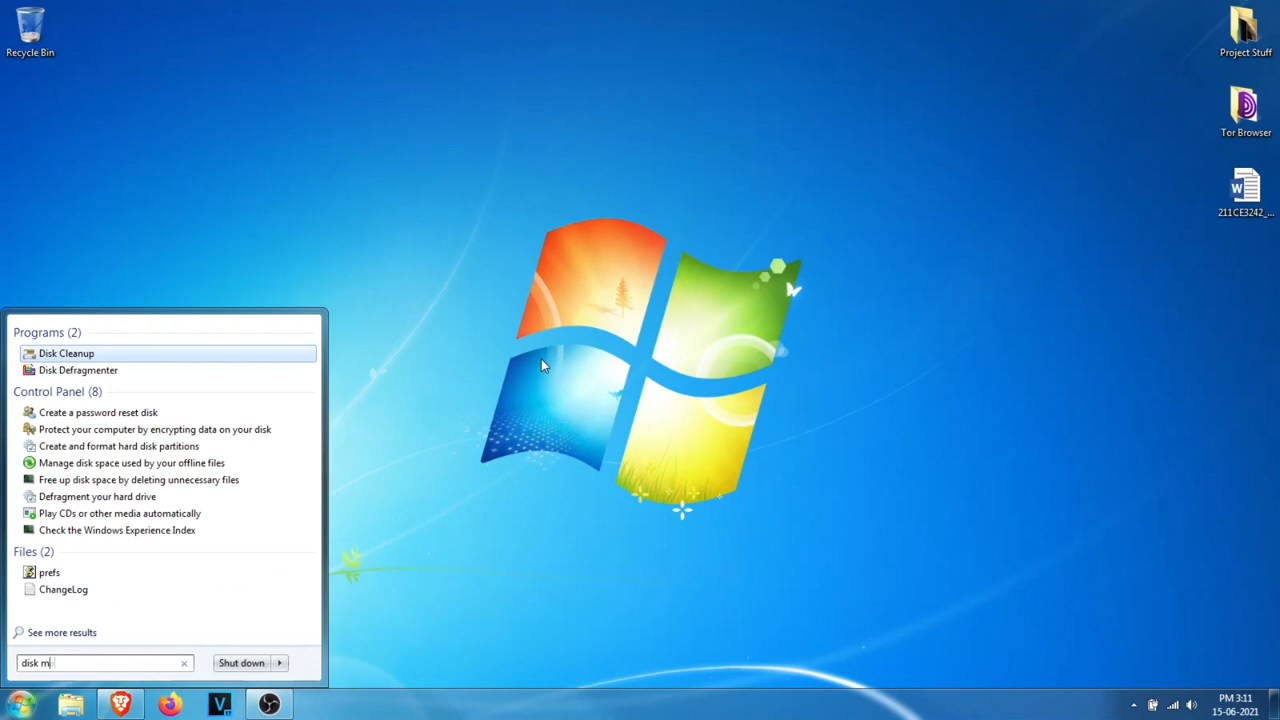 Recycle Bin
Project Stuff
Tor Browser
W
211CE3242_...
Programs (2)
Disk Cleanup
Disk Defragmenter
Control Panel (8)
Create a password reset disk
Protect your computer by encrypting data on your disk
Create and format hard disk partitions
Manage disk space used by your offline files
Free up disk space by deleting unnecessary files
Defragment your hard drive
Play CDs or other media automatically
Check the Windows Experience Index
Files (2)
prefs
ChangeLog
See more results
disk m
Shut down
V
PM 3:11
15-06-2021